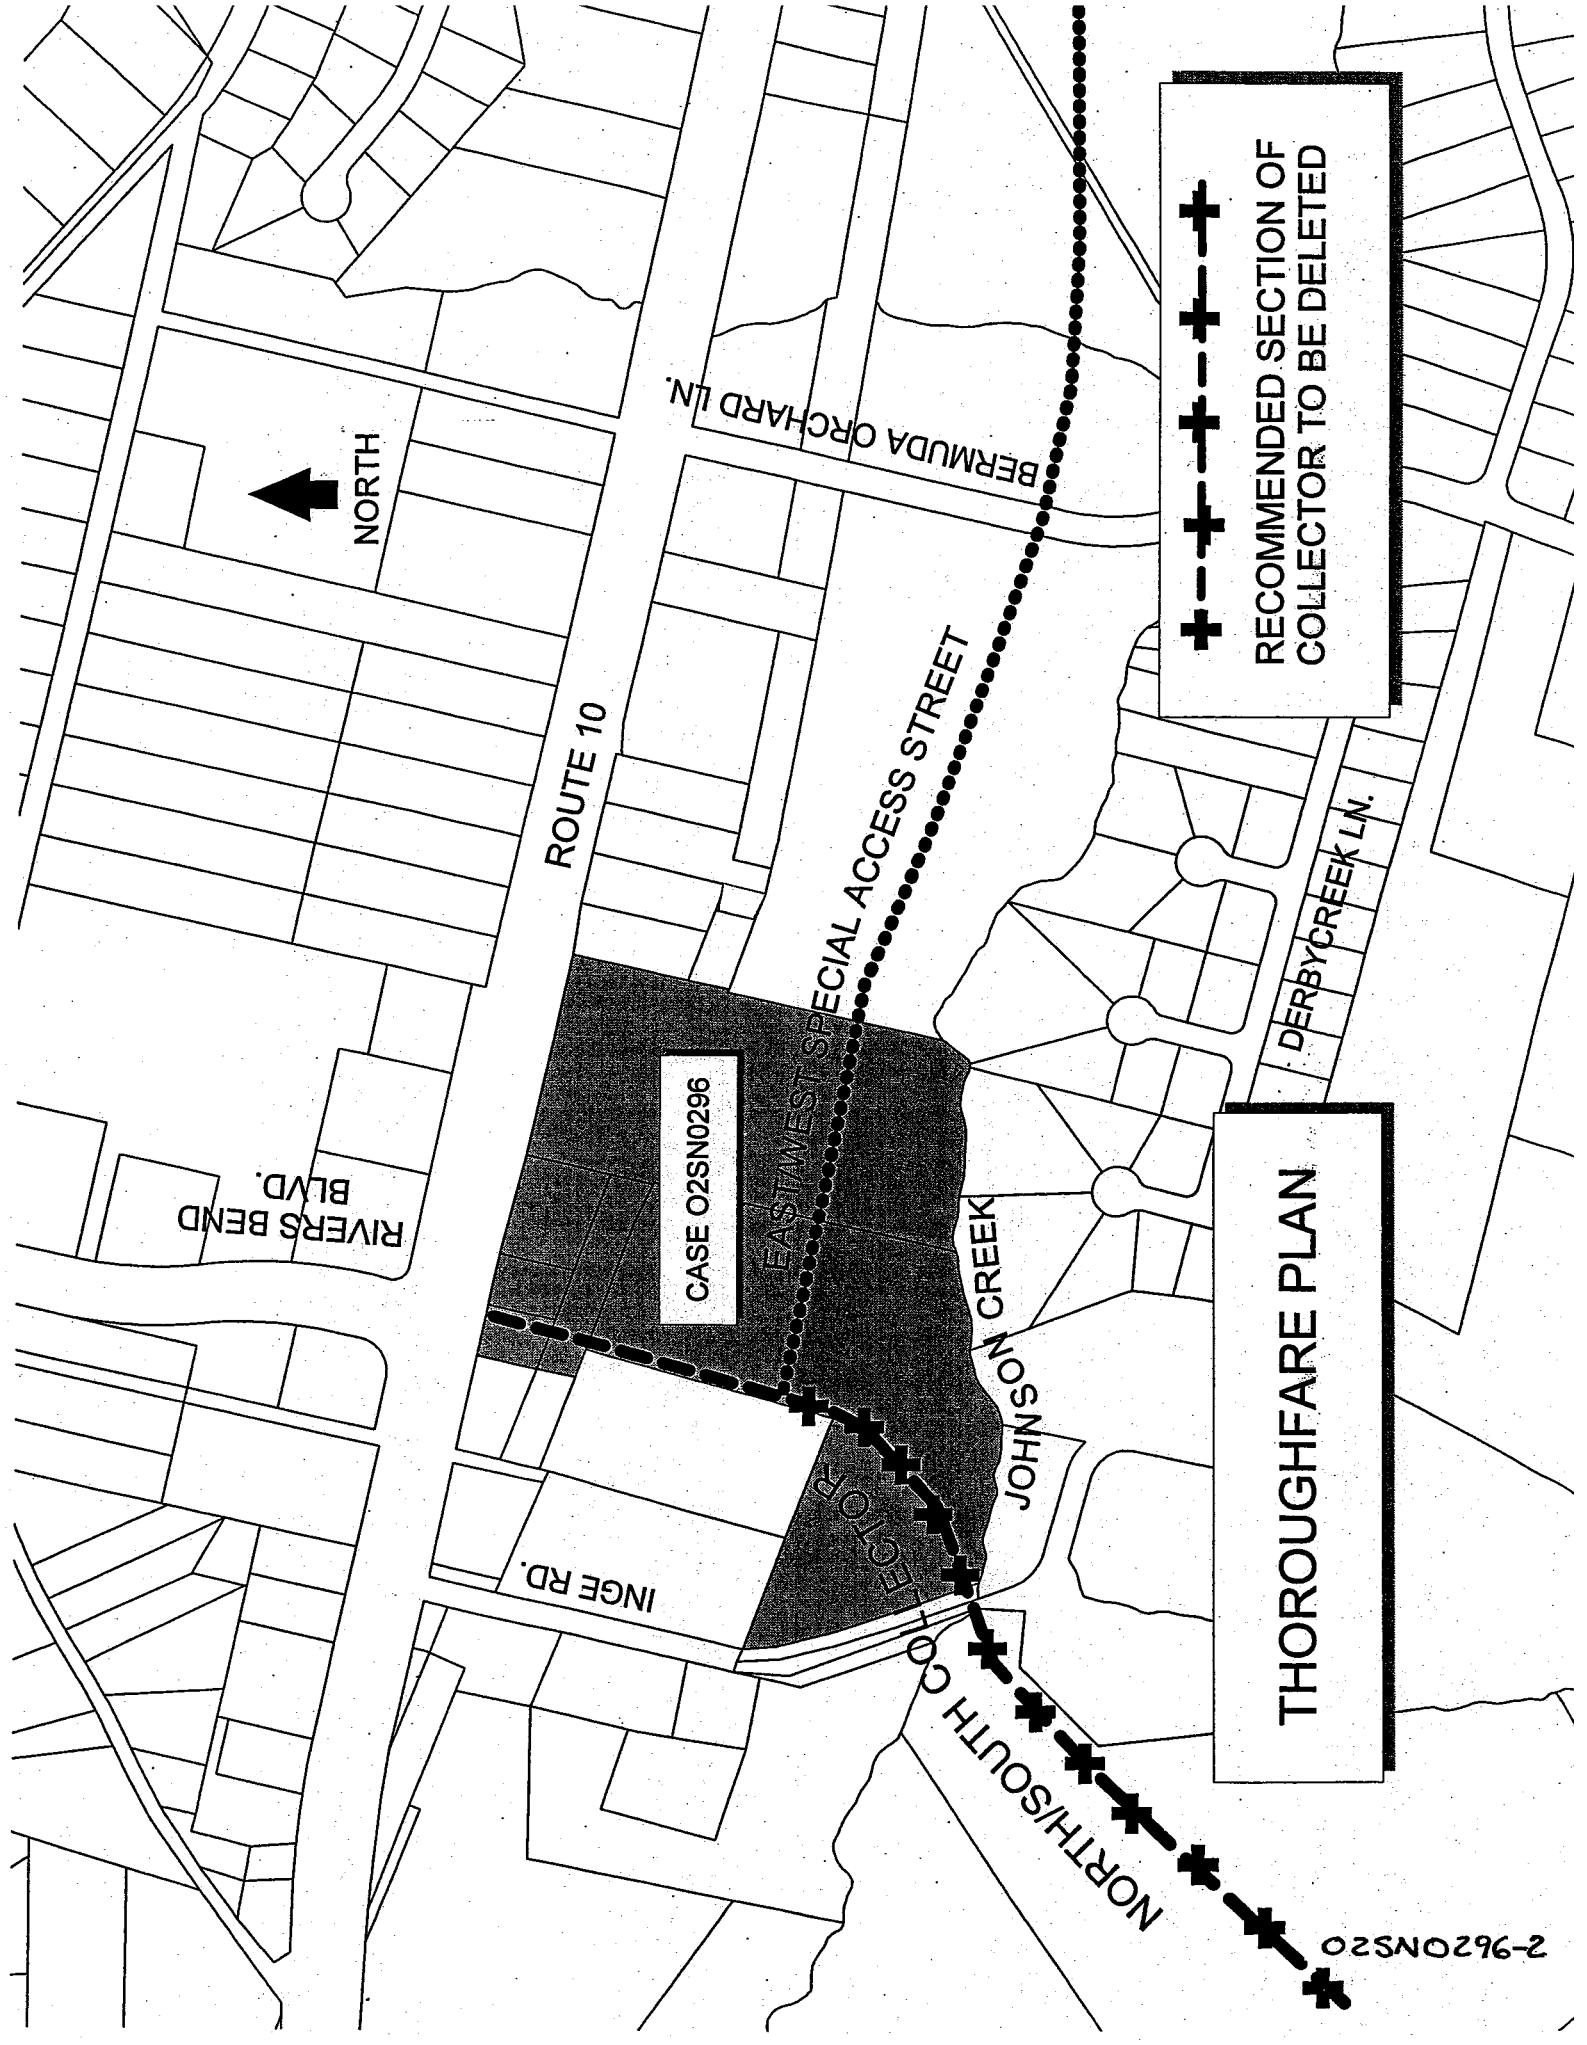 NORTH
RIVERS BEND
BLVD.
ROUTE 10
BERMUDA ORCHARD LN.
INGE RD.
CASE 02SN0296
EAST/WEST SPECIAL ACCESS STREET
NORTH/SOUTH COLLECTOR
JOHNSON CREEK
DERBYCREEK LN.
THOROUGHFARE PLAN
RECOMMENDED SECTION OF
COLLECTOR TO BE DELETED
02SN0296-2